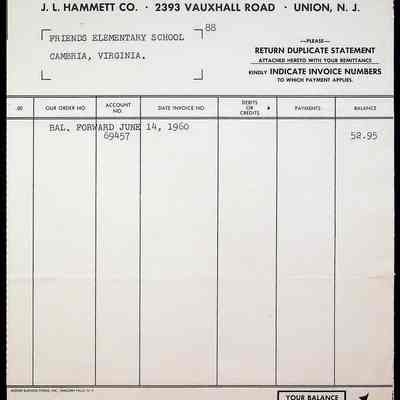 J. L. HAMMETT CO. · 2393 VAUXHALL ROAD · UNION, N. J.
88
FRIENDS ELEMENTARY SCHOOL
CAMBRIA, VIRGINIA.
—PLEASE—
RETURN DUPLICATE STATEMENT
ATTACHED HERETO WITH YOUR REMITTANCE
KINDLY INDICATE INVOICE NUMBERS
TO WHICH PAYMENT APPLIES.
.00 OUR ORDER NO. ACCOUNT NO. DATE INVOICE NO. DEBITS OR CREDITS PAYMENTS BALANCE
BAL. FORWARD JUNE 14, 1960
69457 52.95
YOUR BALANCE